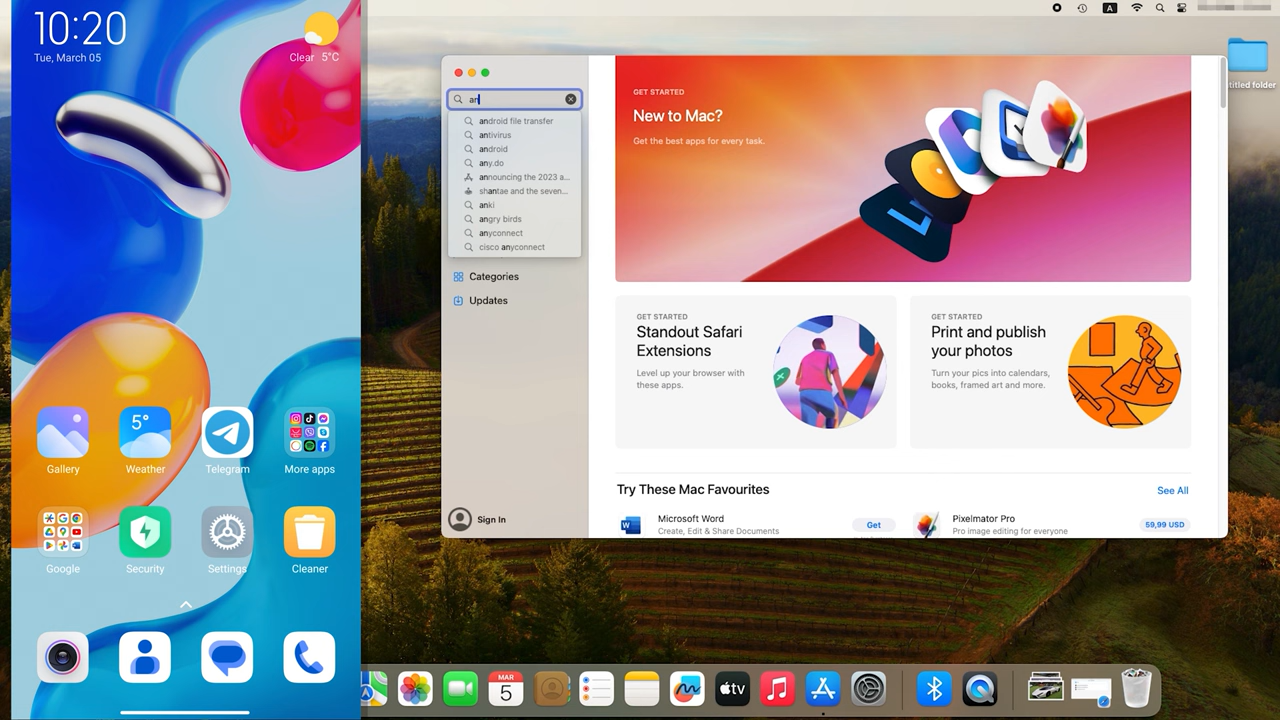 10:20
Tue, March 05
Clear 5°C
5°
Gallery
Weather
Telegram
More apps
Google
Security
Settings
Cleaner
A
titled folder
an
android file transfer
antivirus
android
any.do
announcing the 2023 a...
shantae and the seven...
anki
angry birds
anyconnect
cisco anyconnect
Categories
Updates
Sign In
GET STARTED
New to Mac?
Get the best apps for every task.
GET STARTED
Standout Safari
Extensions
Level up your browser with
these apps.
GET STARTED
Print and publish
your photos
Turn your pics into calendars,
books, framed art and more.
Try These Mac Favourites
See All
Microsoft Word
Create, Edit & Share Documents
Get
Pixelmator Pro
Pro image editing for everyone
59,99 USD
MAR
5
tv